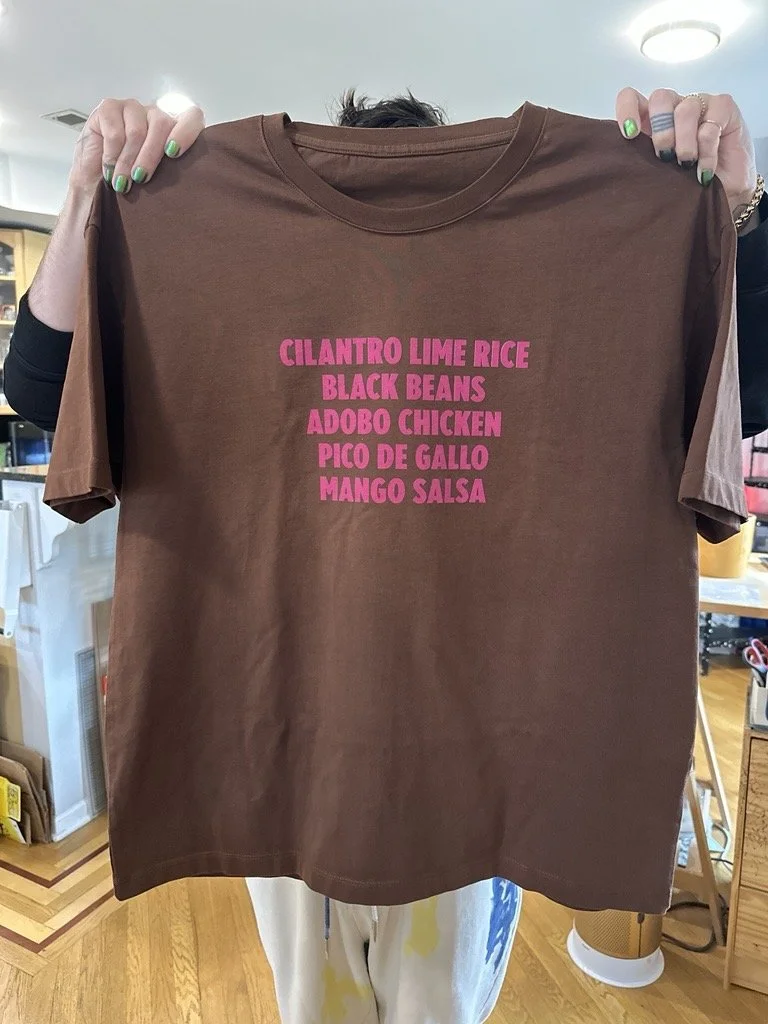 CILANTRO LIME RICE
BLACK BEANS
ADOBO CHICKEN
PICO DE GALLO
MANGO SALSA